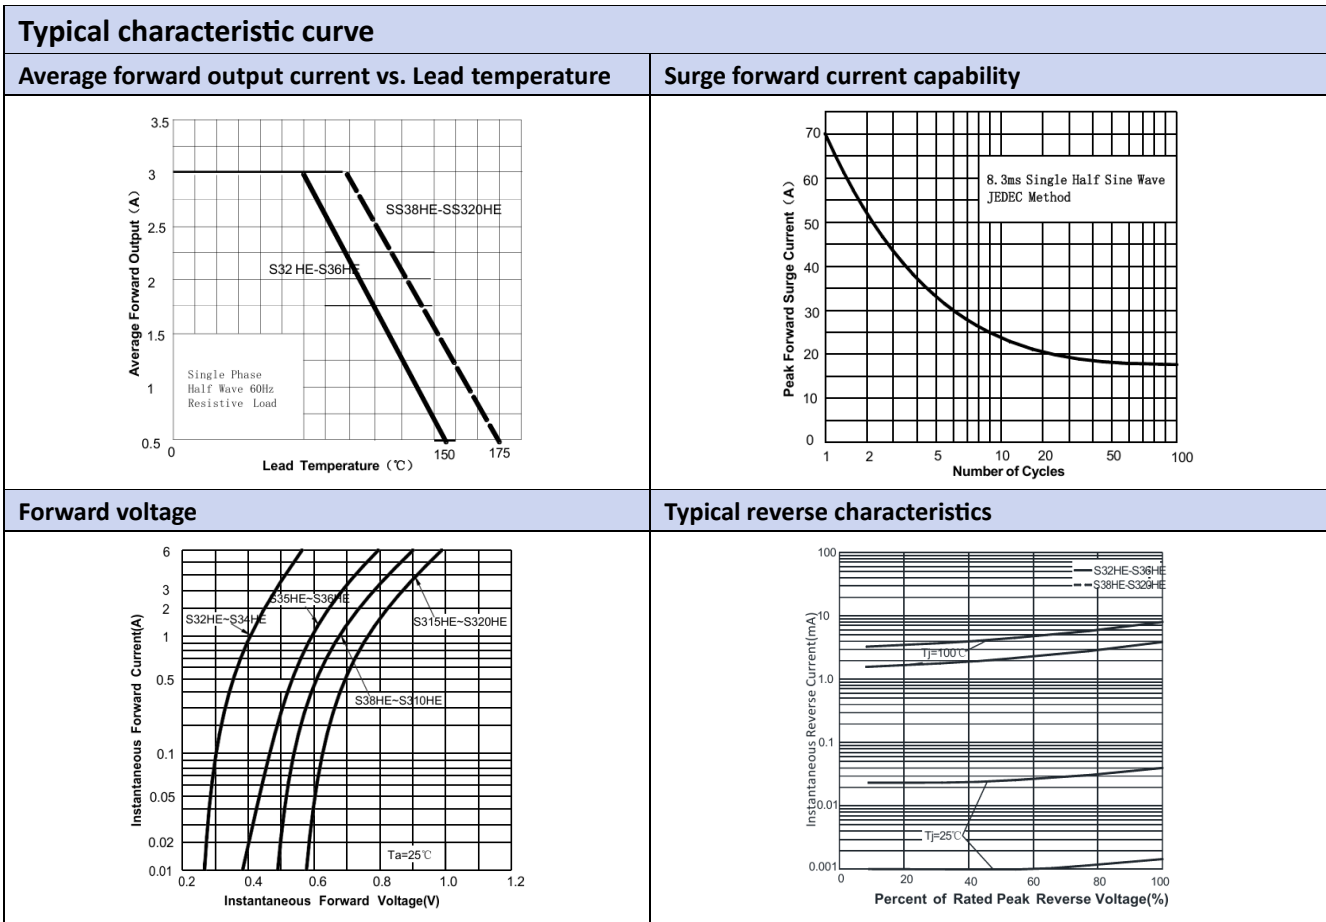 Typical characteristic curve
Average forward output current vs. Lead temperature
Surge forward current capability
3.5
3
2.5
2
1.5
1
0.5
0
150
175
Average Forward Output（A）
SS38HE-SS320HE
S32 HE-S36HE
Single Phase
Half Wave 60Hz
Resistive Load
Lead Temperature（℃）
70
60
50
40
30
20
10
0
1
2
5
10
20
50
100
Peak Forward Surge Current（A）
8.3ms Single Half Sine Wave
JEDEC Method
Number of Cycles
Forward voltage
Typical reverse characteristics
6
3
2
1
0.5
0.1
0.05
0.02
0.01
0.2
0.4
0.6
0.8
1.0
1.2
Instantaneous Forward Current(A)
S35HE~S36HE
S32HE~S34HE
S315HE~S320HE
S38HE~S310HE
Ta=25℃
Instantaneous Forward Voltage(V)
100
10
1.0
0.1
0.01
0.001
0
20
40
60
80
100
Instantaneous Reverse Current(mA)
S32HE-S36HE
S38HE-S320HE
Tj=100℃
Tj=25℃
Percent of Rated Peak Reverse Voltage(%)